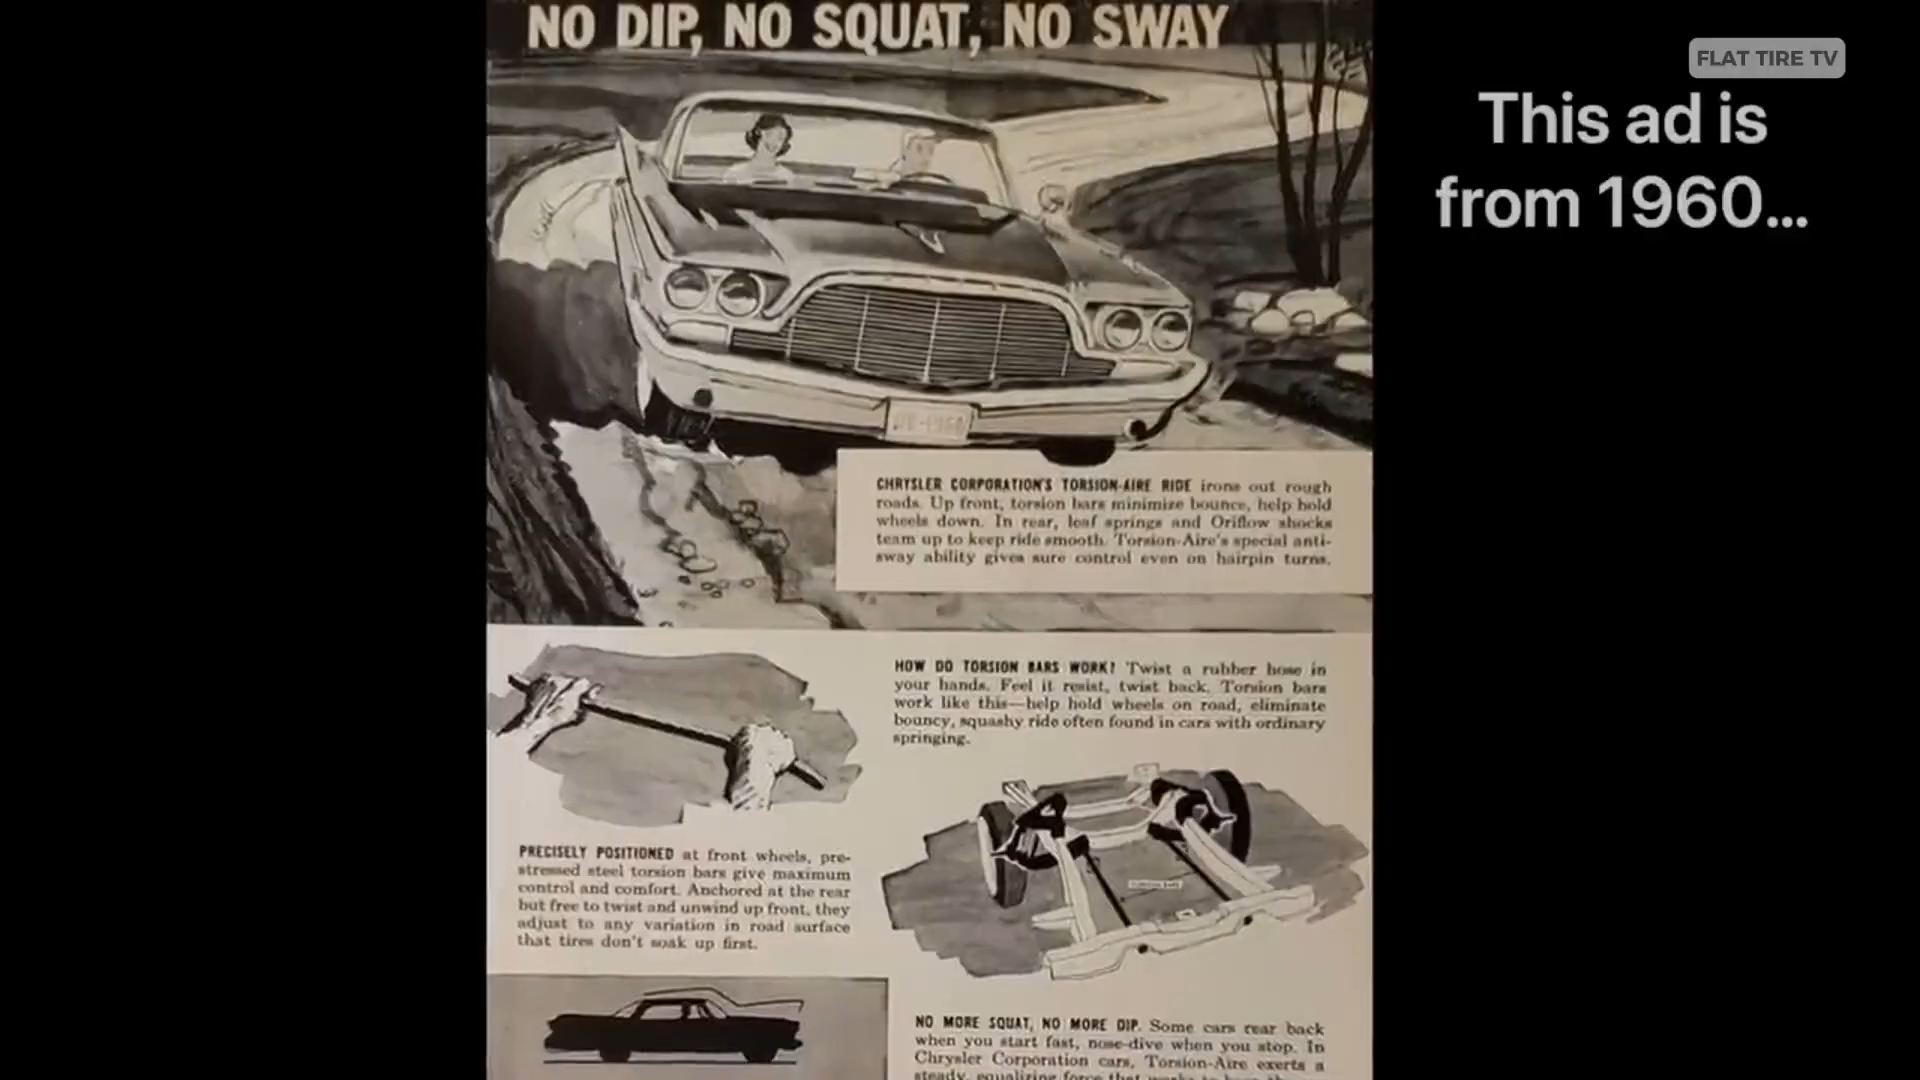 NO DIP, NO SQUAT, NO SWAY
FLAT TIRE TV
This ad is
from 1960...
CHRYSLER CORPORATION'S TORSION-AIRE RIDE irons out rough
roads. Up front, torsion bars minimize bounce, help hold
wheels down. In rear, leaf springs and Oriflow shocks
team up to keep ride smooth. Torsion-Aire's special anti-
sway ability gives sure control even on hairpin turns.
HOW DO TORSION BARS WORK? Twist a rubber hose in
your hands. Feel it resist, twist back. Torsion bars
work like this—help hold wheels on road, eliminate
bouncy, squashy ride often found in cars with ordinary
springing.
PRECISELY POSITIONED at front wheels, pre-
stressed steel torsion bars give maximum
control and comfort. Anchored at the rear
but free to twist and unwind up front, they
adjust to any variation in road surface
that tires don't soak up first.
NO MORE SQUAT, NO MORE DIP. Some cars rear back
when you start fast, nose-dive when you stop. In
Chrysler Corporation cars, Torsion-Aire exerts a
steady, equalizing force that